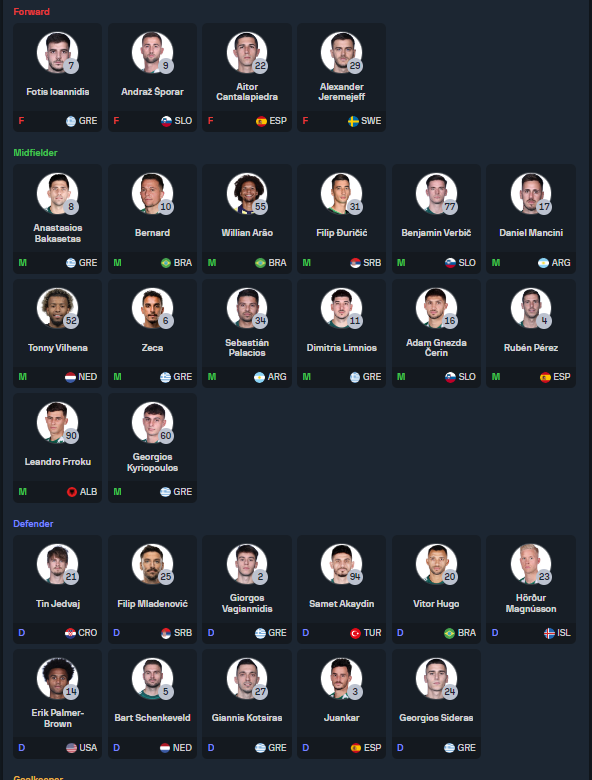 Forward
7
9
22
29
Fotis Ioannidis
Andraž Šporar
Aitor
Cantalapiedra
Alexander
Jeremejeff
F GRE
F SLO
F ESP
F SWE
Midfielder
8
10
55
31
77
17
Anastasios
Bakasetas
Bernard
Willian Arão
Filip Đuričić
Benjamin Verbič
Daniel Mancini
M GRE
M BRA
M BRA
M SRB
M SLO
M ARG
52
6
34
11
16
4
Tonny Vilhena
Zeca
Sebastián
Palacios
Dimitris Limnios
Adam Gnezda
Čerin
Rubén Pérez
M NED
M GRE
M ARG
M GRE
M SLO
M ESP
90
60
Leandro Frroku
Georgios
Kyriopoulos
M ALB
M GRE
Defender
21
25
2
94
20
23
Tin Jedvaj
Filip Mladenović
Giorgos
Vagiannidis
Samet Akaydin
Vitor Hugo
Hörður
Magnússon
D CRO
D SRB
D GRE
D TUR
D BRA
D ISL
14
5
27
3
24
Erik Palmer-
Brown
Bart Schenkeveld
Giannis Kotsiras
Juankar
Georgios Sideras
D USA
D NED
D GRE
D ESP
D GRE
Goalkeeper